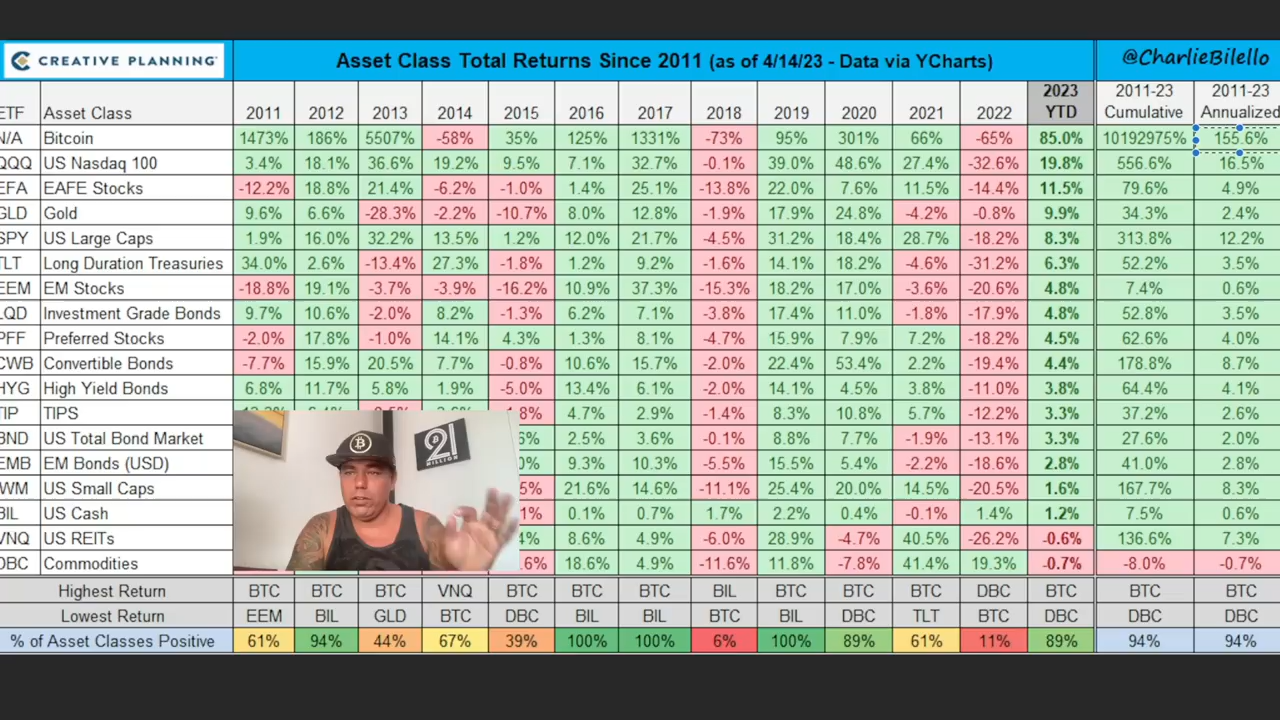 CREATIVE PLANNING
Asset Class Total Returns Since 2011 (as of 4/14/23 - Data via YCharts)
@CharlieBilello
ETF Asset Class 2011 2012 2013 2014 2015 2016 2017 2018 2019 2020 2021 2022 2023 YTD 2011-23 Cumulative 2011-23 Annualized
N/A Bitcoin 1473% 186% 5507% -58% 35% 125% 1331% -73% 95% 301% 66% -65% 85.0% 10192975% 155.6%
QQQ US Nasdaq 100 3.4% 18.1% 36.6% 19.2% 9.5% 7.1% 32.7% -0.1% 39.0% 48.6% 27.4% -32.6% 19.8% 556.6% 16.5%
EFA EAFE Stocks -12.2% 18.8% 21.4% -6.2% -1.0% 1.4% 25.1% -13.8% 22.0% 7.6% 11.5% -14.4% 11.5% 79.6% 4.9%
GLD Gold 9.6% 6.6% -28.3% -2.2% -10.7% 8.0% 12.8% -1.9% 17.9% 24.8% -4.2% -0.8% 9.9% 34.3% 2.4%
SPY US Large Caps 1.9% 16.0% 32.2% 13.5% 1.2% 12.0% 21.7% -4.5% 31.2% 18.4% 28.7% -18.2% 8.3% 313.8% 12.2%
TLT Long Duration Treasuries 34.0% 2.6% -13.4% 27.3% -1.8% 1.2% 9.2% -1.6% 14.1% 18.2% -4.6% -31.2% 6.3% 52.2% 3.5%
EEM EM Stocks -18.8% 19.1% -3.7% -3.9% -16.2% 10.9% 37.3% -15.3% 18.2% 17.0% -3.6% -20.6% 4.8% 7.4% 0.6%
LQD Investment Grade Bonds 9.7% 10.6% -2.0% 8.2% -1.3% 6.2% 7.1% -3.8% 17.4% 11.0% -1.8% -17.9% 4.8% 52.8% 3.5%
PFF Preferred Stocks -2.0% 17.8% -1.0% 14.1% 4.3% 1.3% 8.1% -4.7% 15.9% 7.9% 7.2% -18.2% 4.5% 62.6% 4.0%
CWB Convertible Bonds -7.7% 15.9% 20.5% 7.7% -0.8% 10.6% 15.7% -2.0% 22.4% 53.4% 2.2% -19.4% 4.4% 178.8% 8.7%
HYG High Yield Bonds 6.8% 11.7% 5.8% 1.9% -5.0% 13.4% 6.1% -2.0% 14.1% 4.5% 3.8% -11.0% 3.8% 64.4% 4.1%
TIP TIPS .8% 4.7% 2.9% -1.4% 8.3% 10.8% 5.7% -12.2% 3.3% 37.2% 2.6%
BND US Total Bond Market 6% 2.5% 3.6% -0.1% 8.8% 7.7% -1.9% -13.1% 3.3% 27.6% 2.0%
EMB EM Bonds (USD) 0% 9.3% 10.3% -5.5% 15.5% 5.4% -2.2% -18.6% 2.8% 41.0% 2.8%
IWM US Small Caps 5% 21.6% 14.6% -11.1% 25.4% 20.0% 14.5% -20.5% 1.6% 167.7% 8.3%
BIL US Cash 1% 0.1% 0.7% 1.7% 2.2% 0.4% -0.1% 1.4% 1.2% 7.5% 0.6%
VNQ US REITs 4% 8.6% 4.9% -6.0% 28.9% -4.7% 40.5% -26.2% -0.6% 136.6% 7.3%
DBC Commodities .6% 18.6% 4.9% -11.6% 11.8% -7.8% 41.4% 19.3% -0.7% -8.0% -0.7%
Highest Return BTC BTC BTC VNQ BTC BTC BTC BIL BTC BTC BTC DBC BTC BTC BTC
Lowest Return EEM BIL GLD BTC DBC BIL BIL BTC BIL DBC TLT BTC DBC DBC DBC
% of Asset Classes Positive 61% 94% 44% 67% 39% 100% 100% 6% 100% 89% 61% 11% 89% 94% 94%
21
MILLION